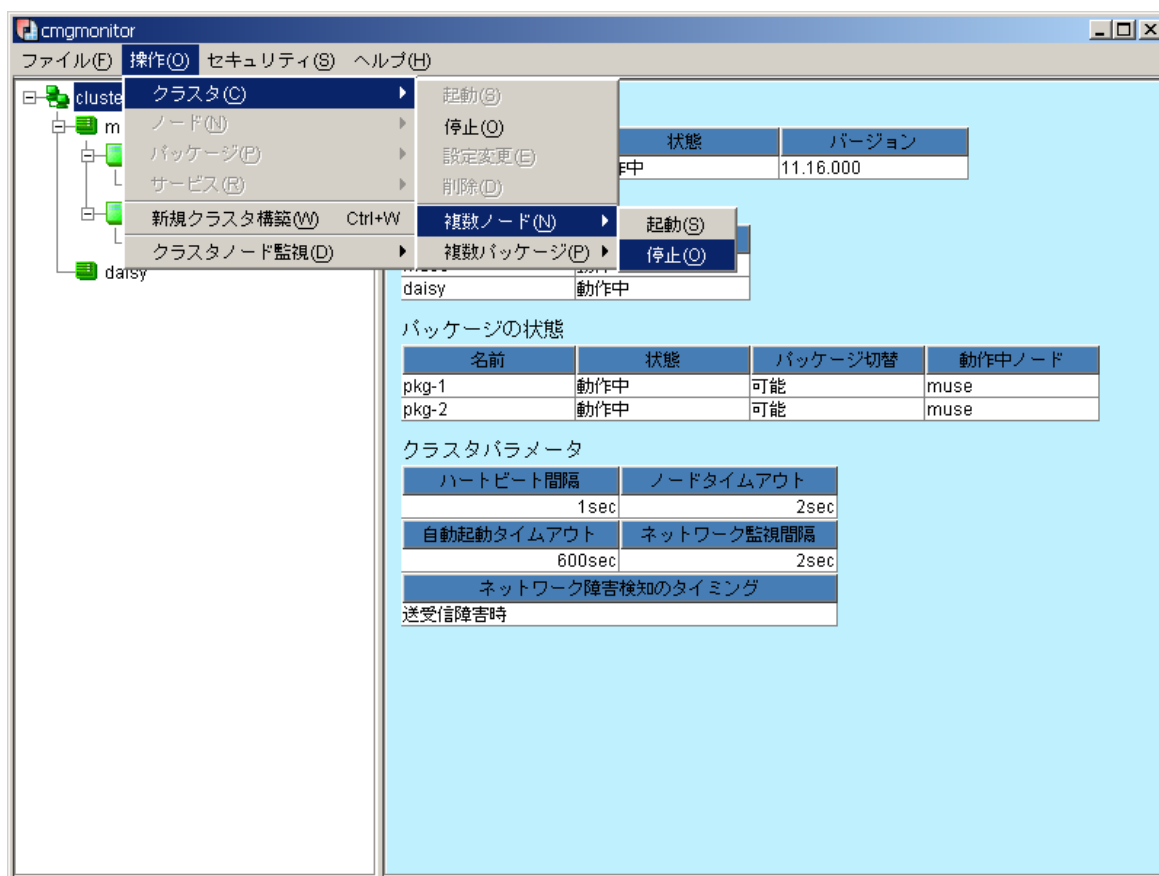 cmgmonitor
ファイル(F) 操作(O) セキュリティ(S) ヘルプ(H)
クラスタ(C)
ノード(N)
パッケージ(P)
サービス(R)
新規クラスタ構築(W) Ctrl+W
クラスタノード監視(D)
起動(S)
停止(O)
設定変更(E)
削除(D)
複数ノード(N)
複数パッケージ(P)
起動(S)
停止(O)
cluste
m
daisy
状態 バージョン
中 11.16.000
daisy 動作中
パッケージの状態
名前 状態 パッケージ切替 動作中ノード
pkg-1 動作中 可能 muse
pkg-2 動作中 可能 muse
クラスタパラメータ
ハートビート間隔 ノードタイムアウト
1sec 2sec
自動起動タイムアウト ネットワーク監視間隔
600sec 2sec
ネットワーク障害検知のタイミング
送受信障害時